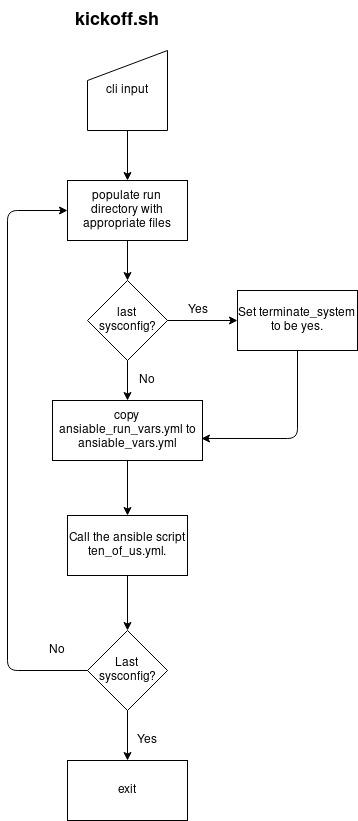 kickoff.sh
cli input
populate run
directory with
appropriate files
last
sysconfig?
Yes
Set terminate_system
to be yes.
No
copy
ansiable_run_vars.yml to
ansiable_vars.yml
Call the ansible script
ten_of_us.yml.
No
Last
sysconfig?
Yes
exit